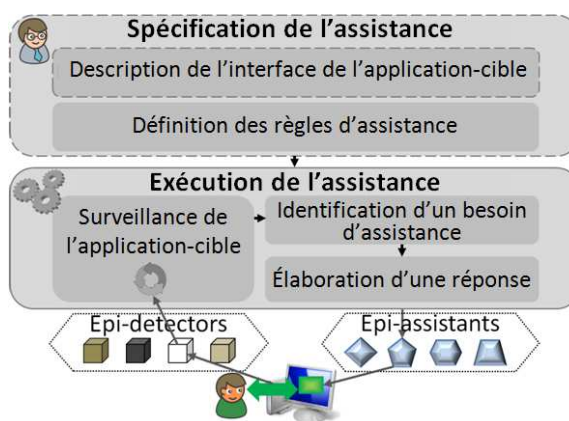 Spécification de l'assistance
Description de l'interface de l'application-cible
Définition des règles d'assistance
Exécution de l'assistance
Surveillance de
l'application-cible
Identification d'un besoin
d'assistance
Élaboration d'une réponse
Epi-detectors
Epi-assistants